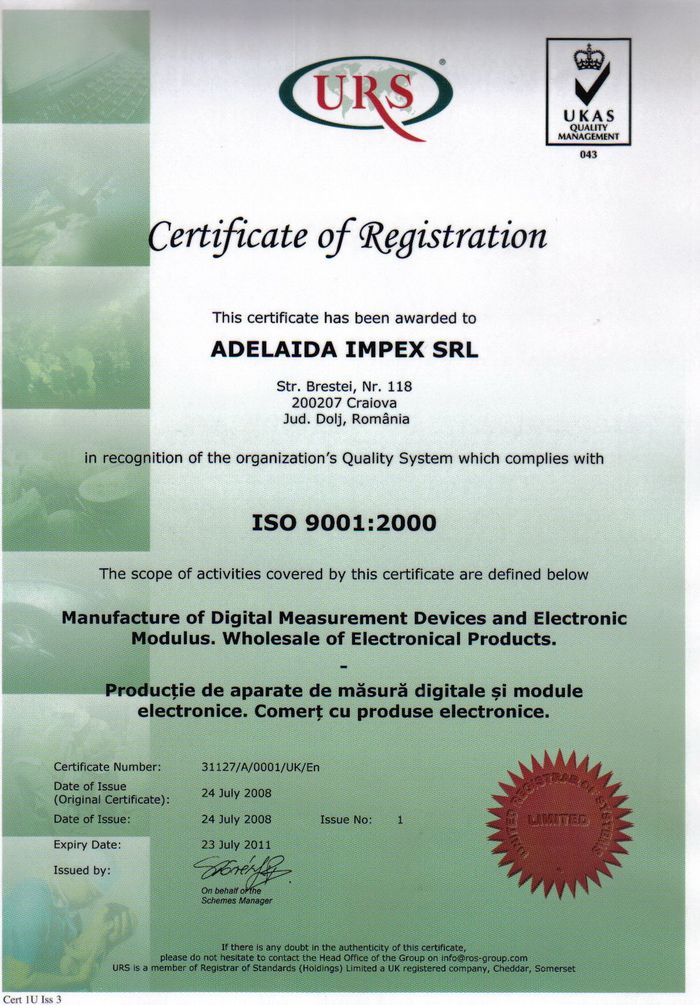 URS
®
UKAS
QUALITY
MANAGEMENT
043
Certificate of Registration
This certificate has been awarded to
ADELAIDA IMPEX SRL
Str. Brestei, Nr. 118
200207 Craiova
Jud. Dolj, România
in recognition of the organization's Quality System which complies with
ISO 9001:2000
The scope of activities covered by this certificate are defined below
Manufacture of Digital Measurement Devices and Electronic
Modulus. Wholesale of Electronical Products.
-
Producție de aparate de măsură digitale și module
electronice. Comerț cu produse electronice.
Certificate Number: 31127/A/0001/UK/En
Date of Issue
(Original Certificate): 24 July 2008
Date of Issue: 24 July 2008 Issue No: 1
Expiry Date: 23 July 2011
Issued by:
On behalf of the
Schemes Manager
UNITED REGISTRAR OF SYSTEMS
LIMITED
If there is any doubt in the authenticity of this certificate,
please do not hesitate to contact the Head Office of the Group on info@ros-group.com
URS is a member of Registrar of Standards (Holdings) Limited a UK registered company, Cheddar, Somerset
Cert 1U Iss 3